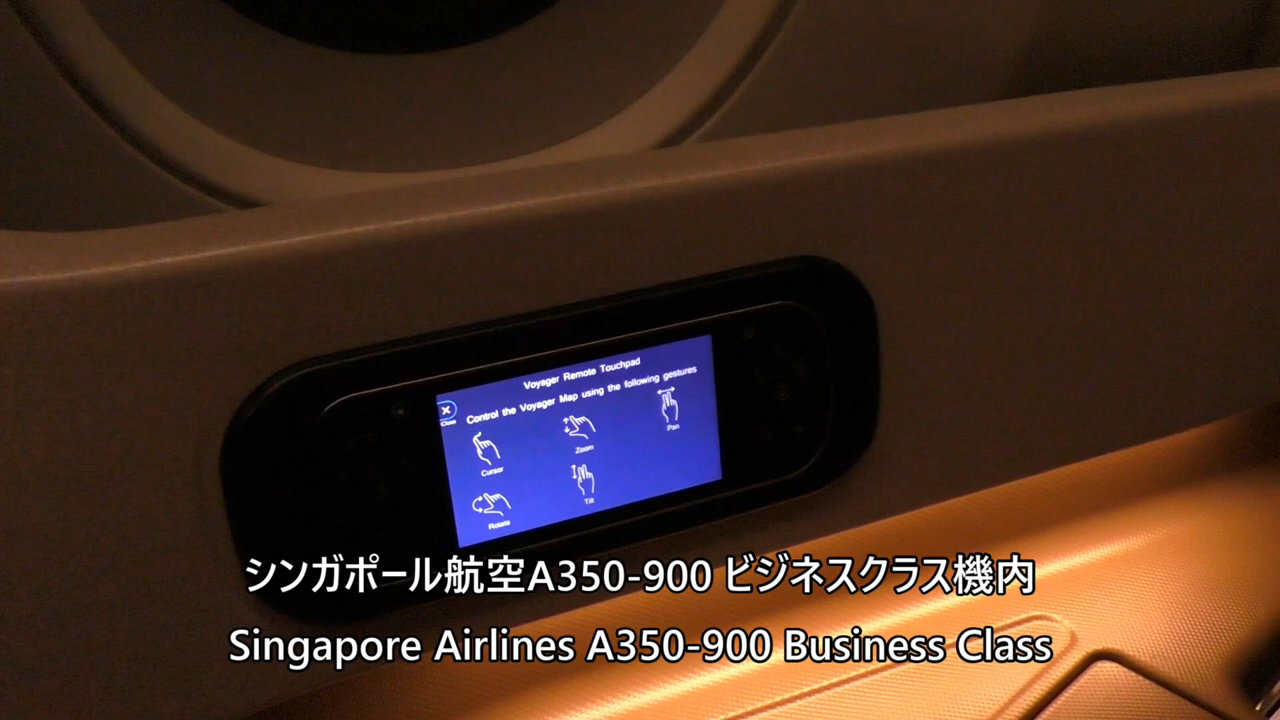 Voyager Remote Touchpad
Control the Voyager Map using the following gestures
Close
Cursor
Zoom
Pan
Rotate
Tilt
シンガポール航空A350-900 ビジネスクラス機内
Singapore Airlines A350-900 Business Class